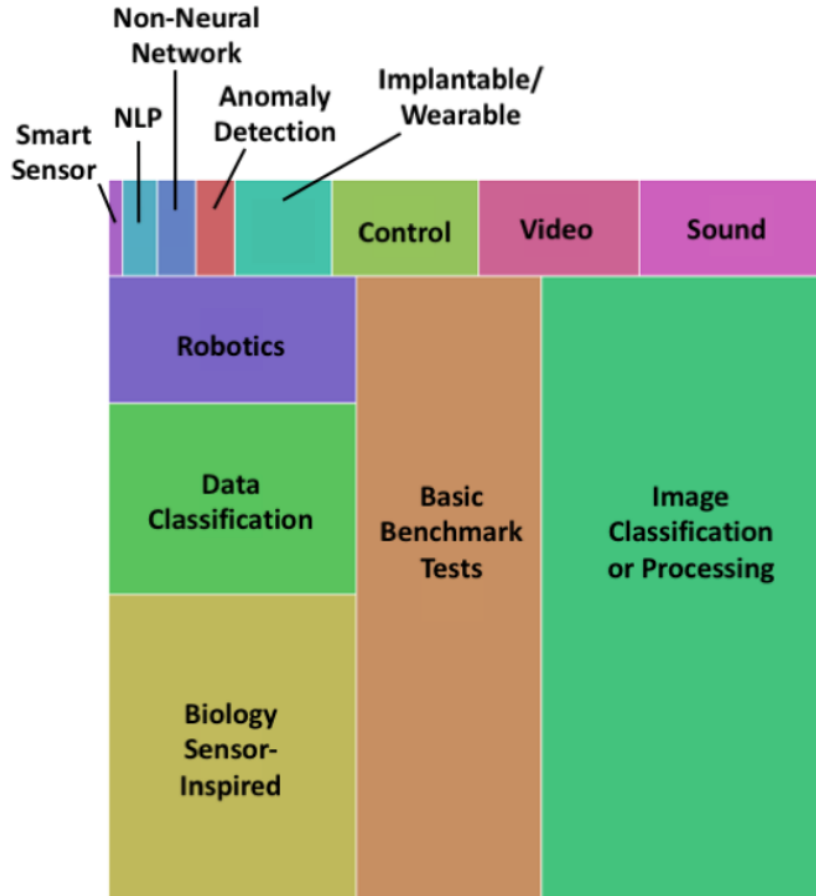 Non-Neural
Network
Implantable/
Wearable
Anomaly
Detection
NLP
Smart
Sensor
Control
Video
Sound
Robotics
Data
Classification
Basic
Benchmark
Tests
Image
Classification
or Processing
Biology
Sensor-
Inspired